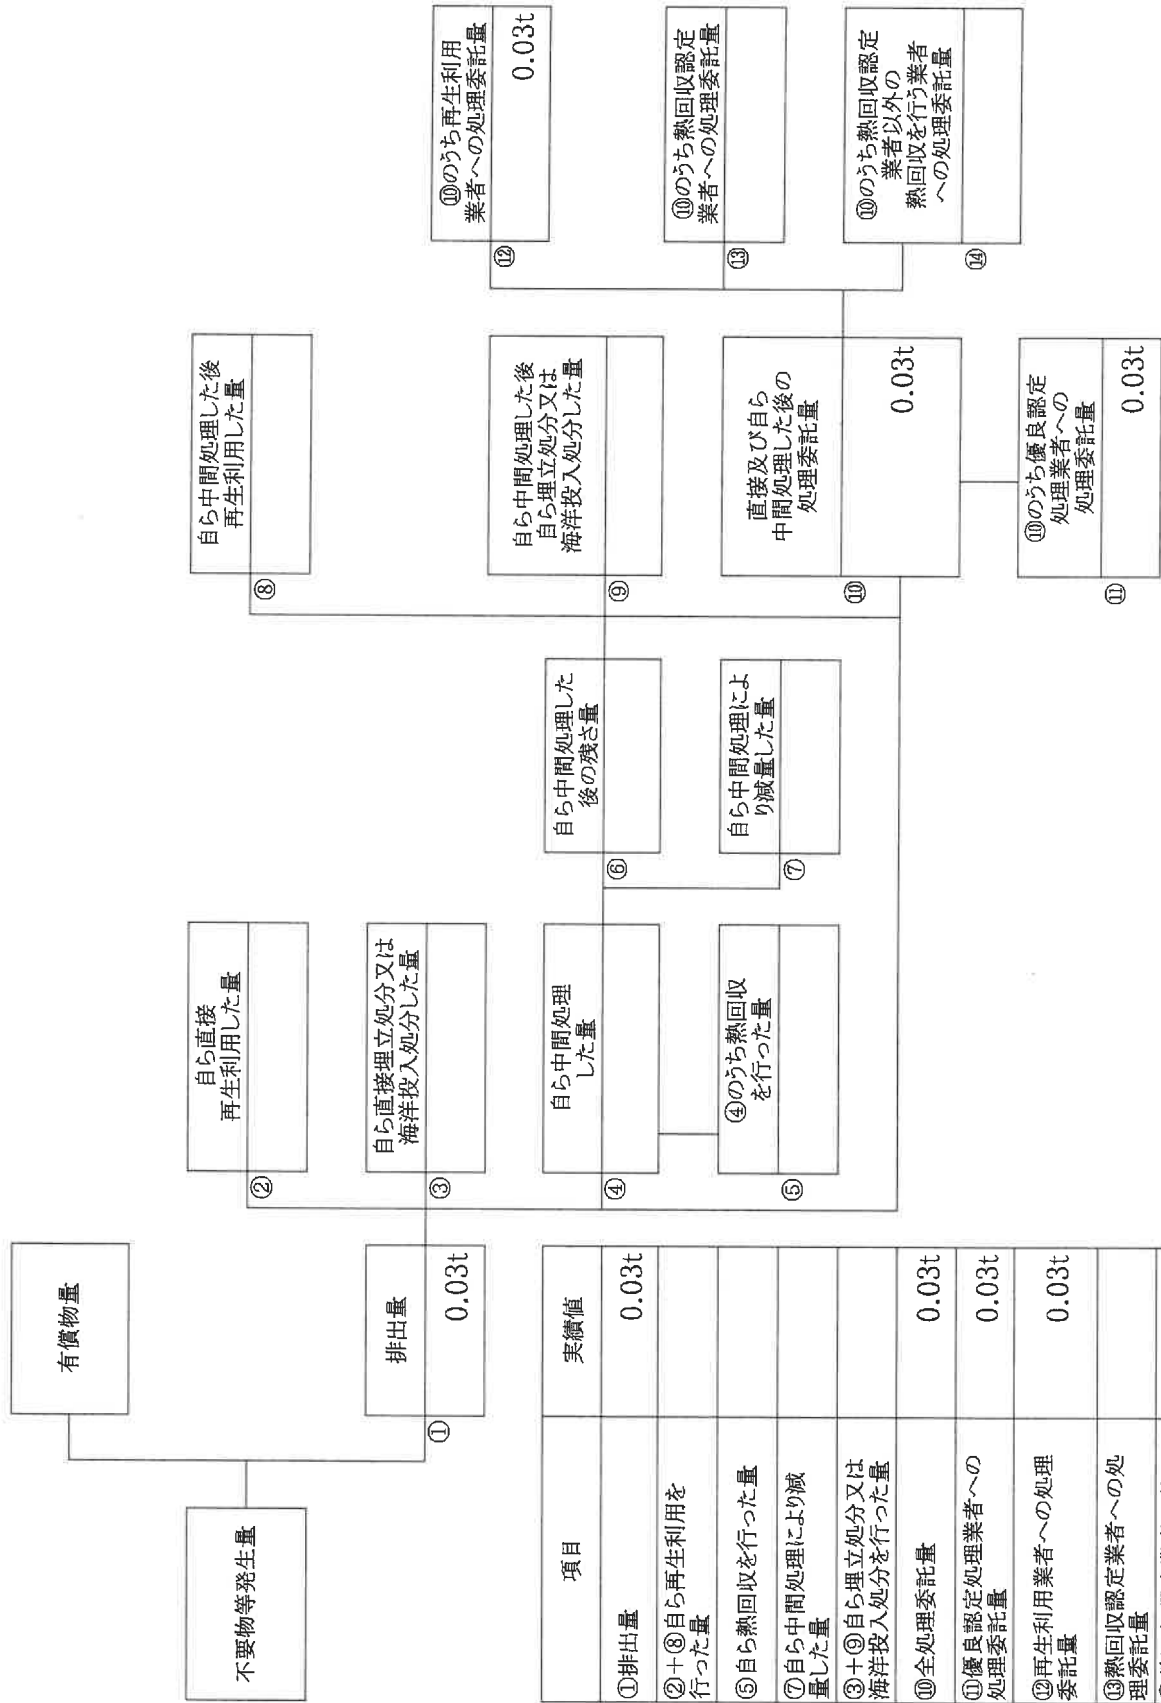 不要物等発生量
有償物量
排出量
①
0.03t
自ら直接
再生利用した量
②
自ら直接埋立処分又は
海洋投入処分した量
③
自ら中間処理
した量
④
④のうち熱回収
を行った量
⑤
自ら中間処理した
後の残さ量
⑥
自ら中間処理によ
り減量した量
⑦
自ら中間処理した後
再生利用した量
⑧
自ら中間処理した後
自ら埋立処分又は
海洋投入処分した量
⑨
直接及び自ら
中間処理した後の
処理委託量
⑩
0.03t
⑩のうち優良認定
処理業者への
処理委託量
⑪
0.03t
⑩のうち再生利用
業者への処理委託量
⑫
0.03t
⑩のうち熱回収認定
業者への処理委託量
⑬
⑩のうち熱回収認定
業者以外の
熱回収を行う業者
への処理委託量
⑭
項目
実績値
①排出量
0.03t
②+⑧自ら再生利用を
行った量
⑤自ら熱回収を行った量
⑦自ら中間処理により減
量した量
③+⑨自ら埋立処分又は
海洋投入処分を行った量
⑩全処理委託量
0.03t
⑪優良認定処理業者への
処理委託量
0.03t
⑫再生利用業者への処理
委託量
0.03t
⑬熱回収認定業者への処
理委託量